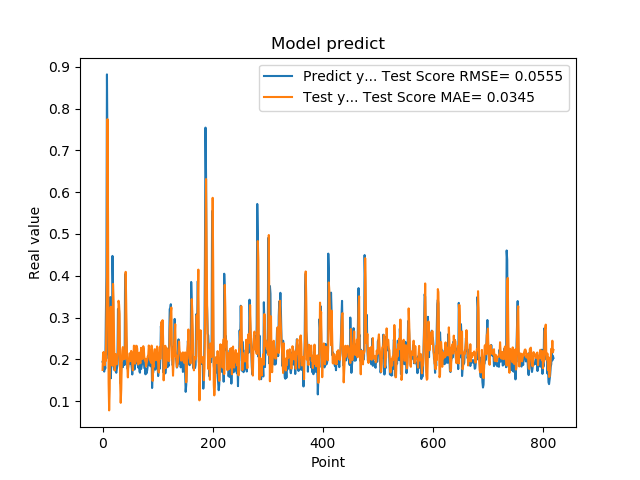 Model predict
Predict y... Test Score RMSE= 0.0555
Test y... Test Score MAE= 0.0345
0.9
0.8
0.7
0.6
0.5
0.4
0.3
0.2
0.1
Real value
0 200 400 600 800
Point